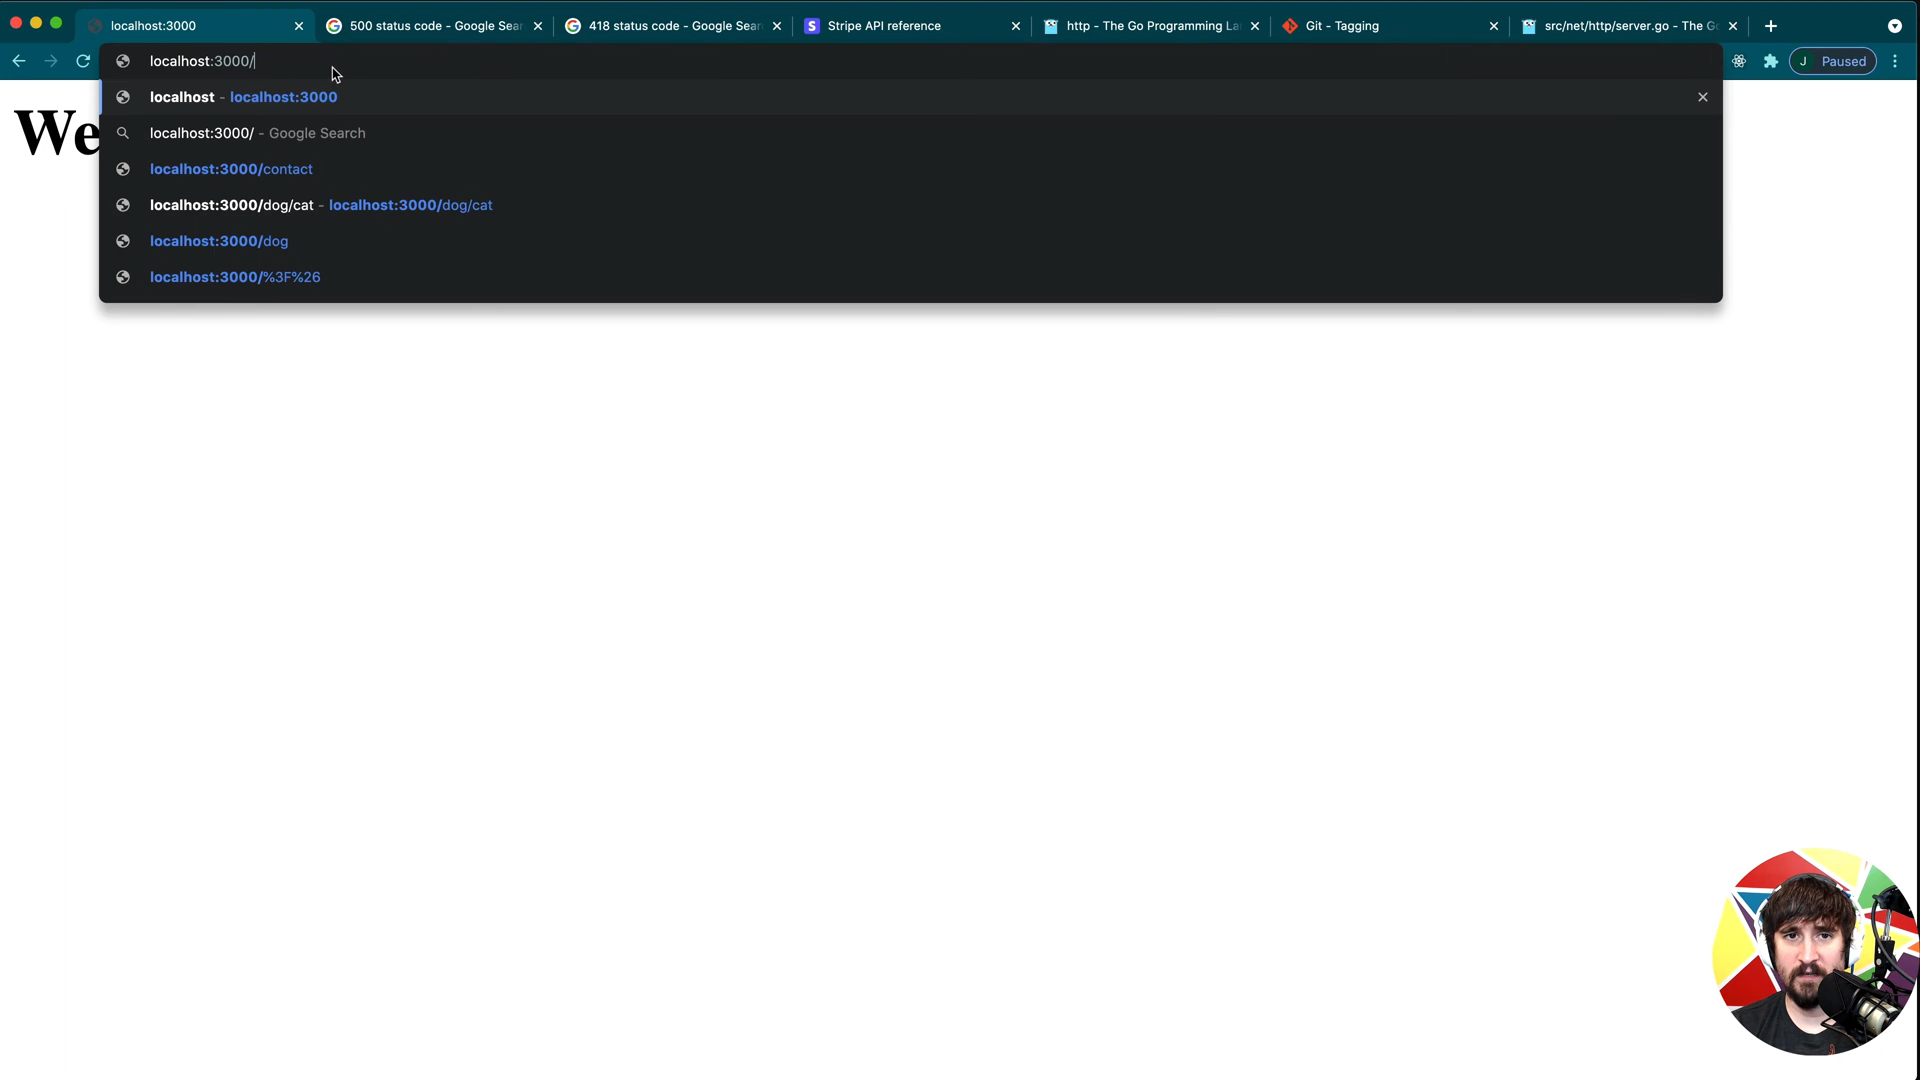 localhost:3000
500 status code - Google Sear
418 status code - Google Sear
Stripe API reference
http - The Go Programming La
Git - Tagging
src/net/http/server.go - The Go
localhost:3000/
J Paused
localhost - localhost:3000
localhost:3000/ - Google Search
localhost:3000/contact
localhost:3000/dog/cat - localhost:3000/dog/cat
localhost:3000/dog
localhost:3000/%3F%26
We